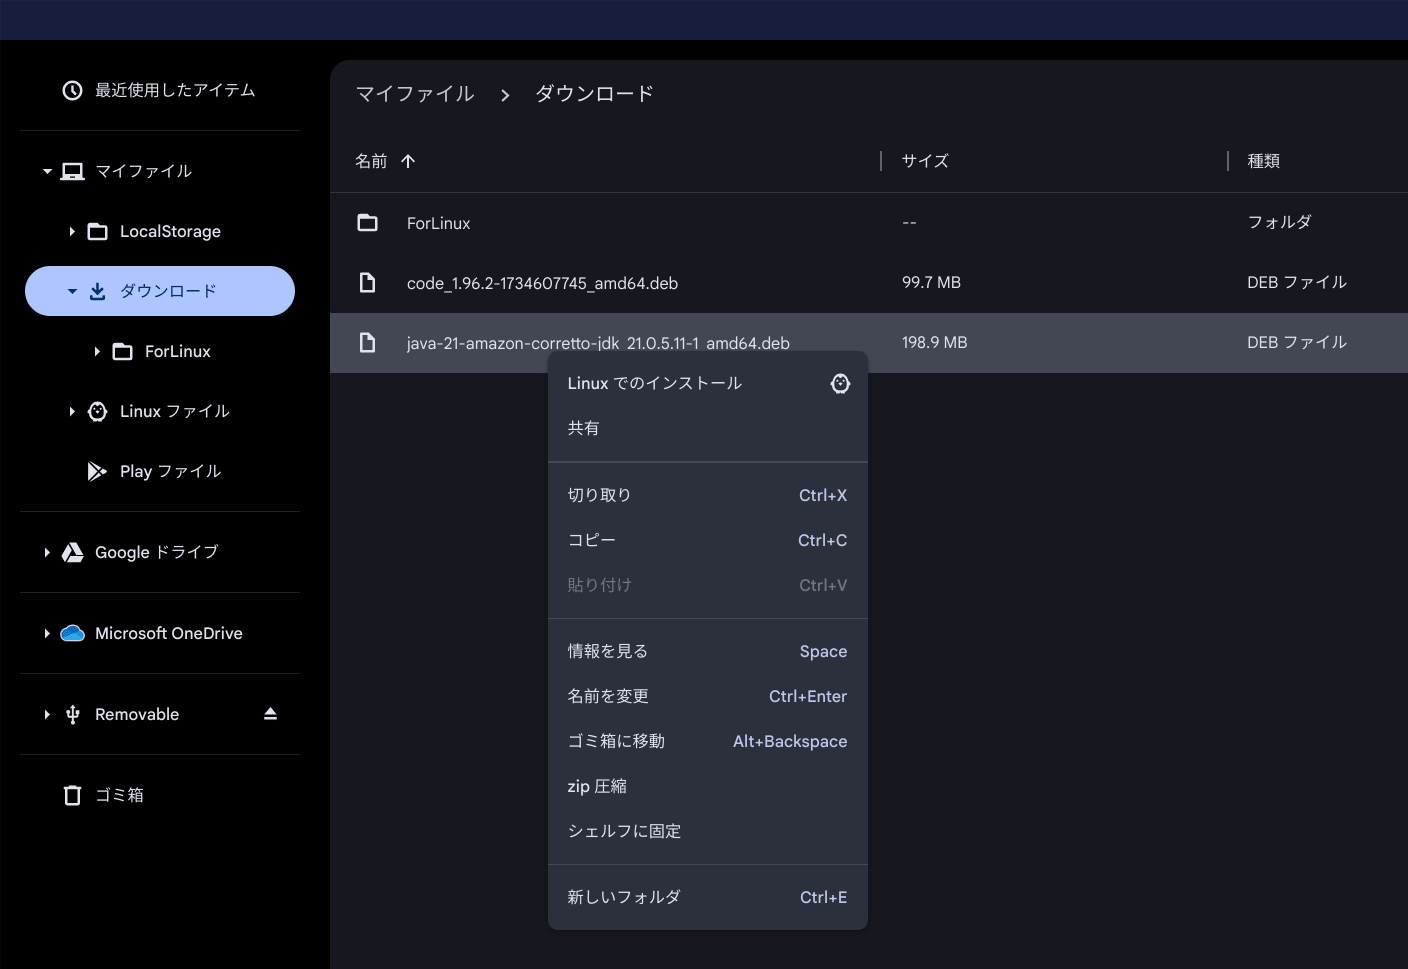 最近使用したアイテム
マイファイル
LocalStorage
ダウンロード
ForLinux
Linux ファイル
Play ファイル
Google ドライブ
Microsoft OneDrive
Removable
ゴミ箱
マイファイル > ダウンロード
名前 サイズ 種類
ForLinux -- フォルダ
code_1.96.2-1734607745_amd64.deb 99.7 MB DEB ファイル
java-21-amazon-corretto-jdk_21.0.5.11-1_amd64.deb 198.9 MB DEB ファイル
Linux でのインストール
共有
切り取り Ctrl+X
コピー Ctrl+C
貼り付け Ctrl+V
情報を見る Space
名前を変更 Ctrl+Enter
ゴミ箱に移動 Alt+Backspace
zip 圧縮
シェルフに固定
新しいフォルダ Ctrl+E